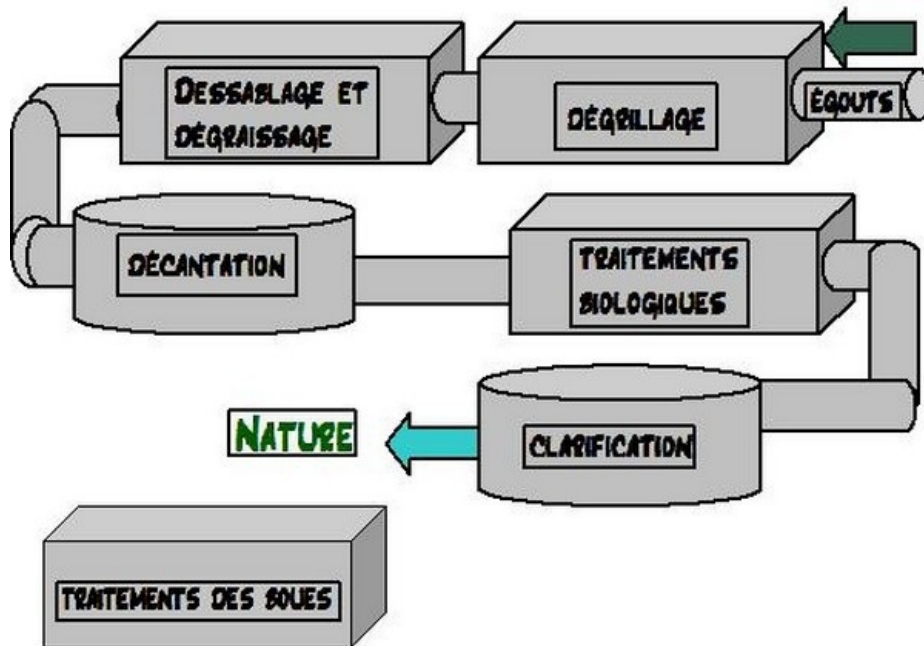 DESSABLAGE ET
DÉGRAISSAGE
DÉGRILLAGE
ÉGOUTS
DÉCANTATION
TRAITEMENTS
BIOLOGIQUES
NATURE
CLARIFICATION
TRAITEMENTS DES BOUES